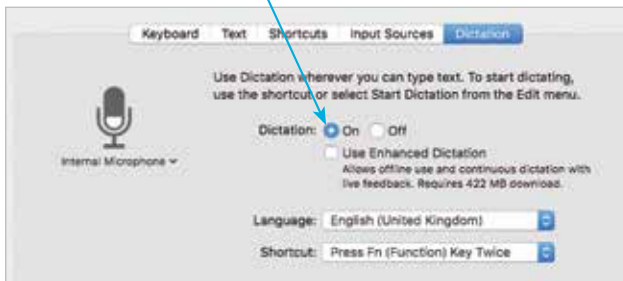 Keyboard Text Shortcuts Input Sources Dictation
Use Dictation wherever you can type text. To start dictating,
use the shortcut or select Start Dictation from the Edit menu.
Dictation: On Off
Internal Microphone
Use Enhanced Dictation
Allows offline use and continuous dictation with
live feedback. Requires 422 MB download.
Language: English (United Kingdom)
Shortcut: Press Fn (Function) Key Twice